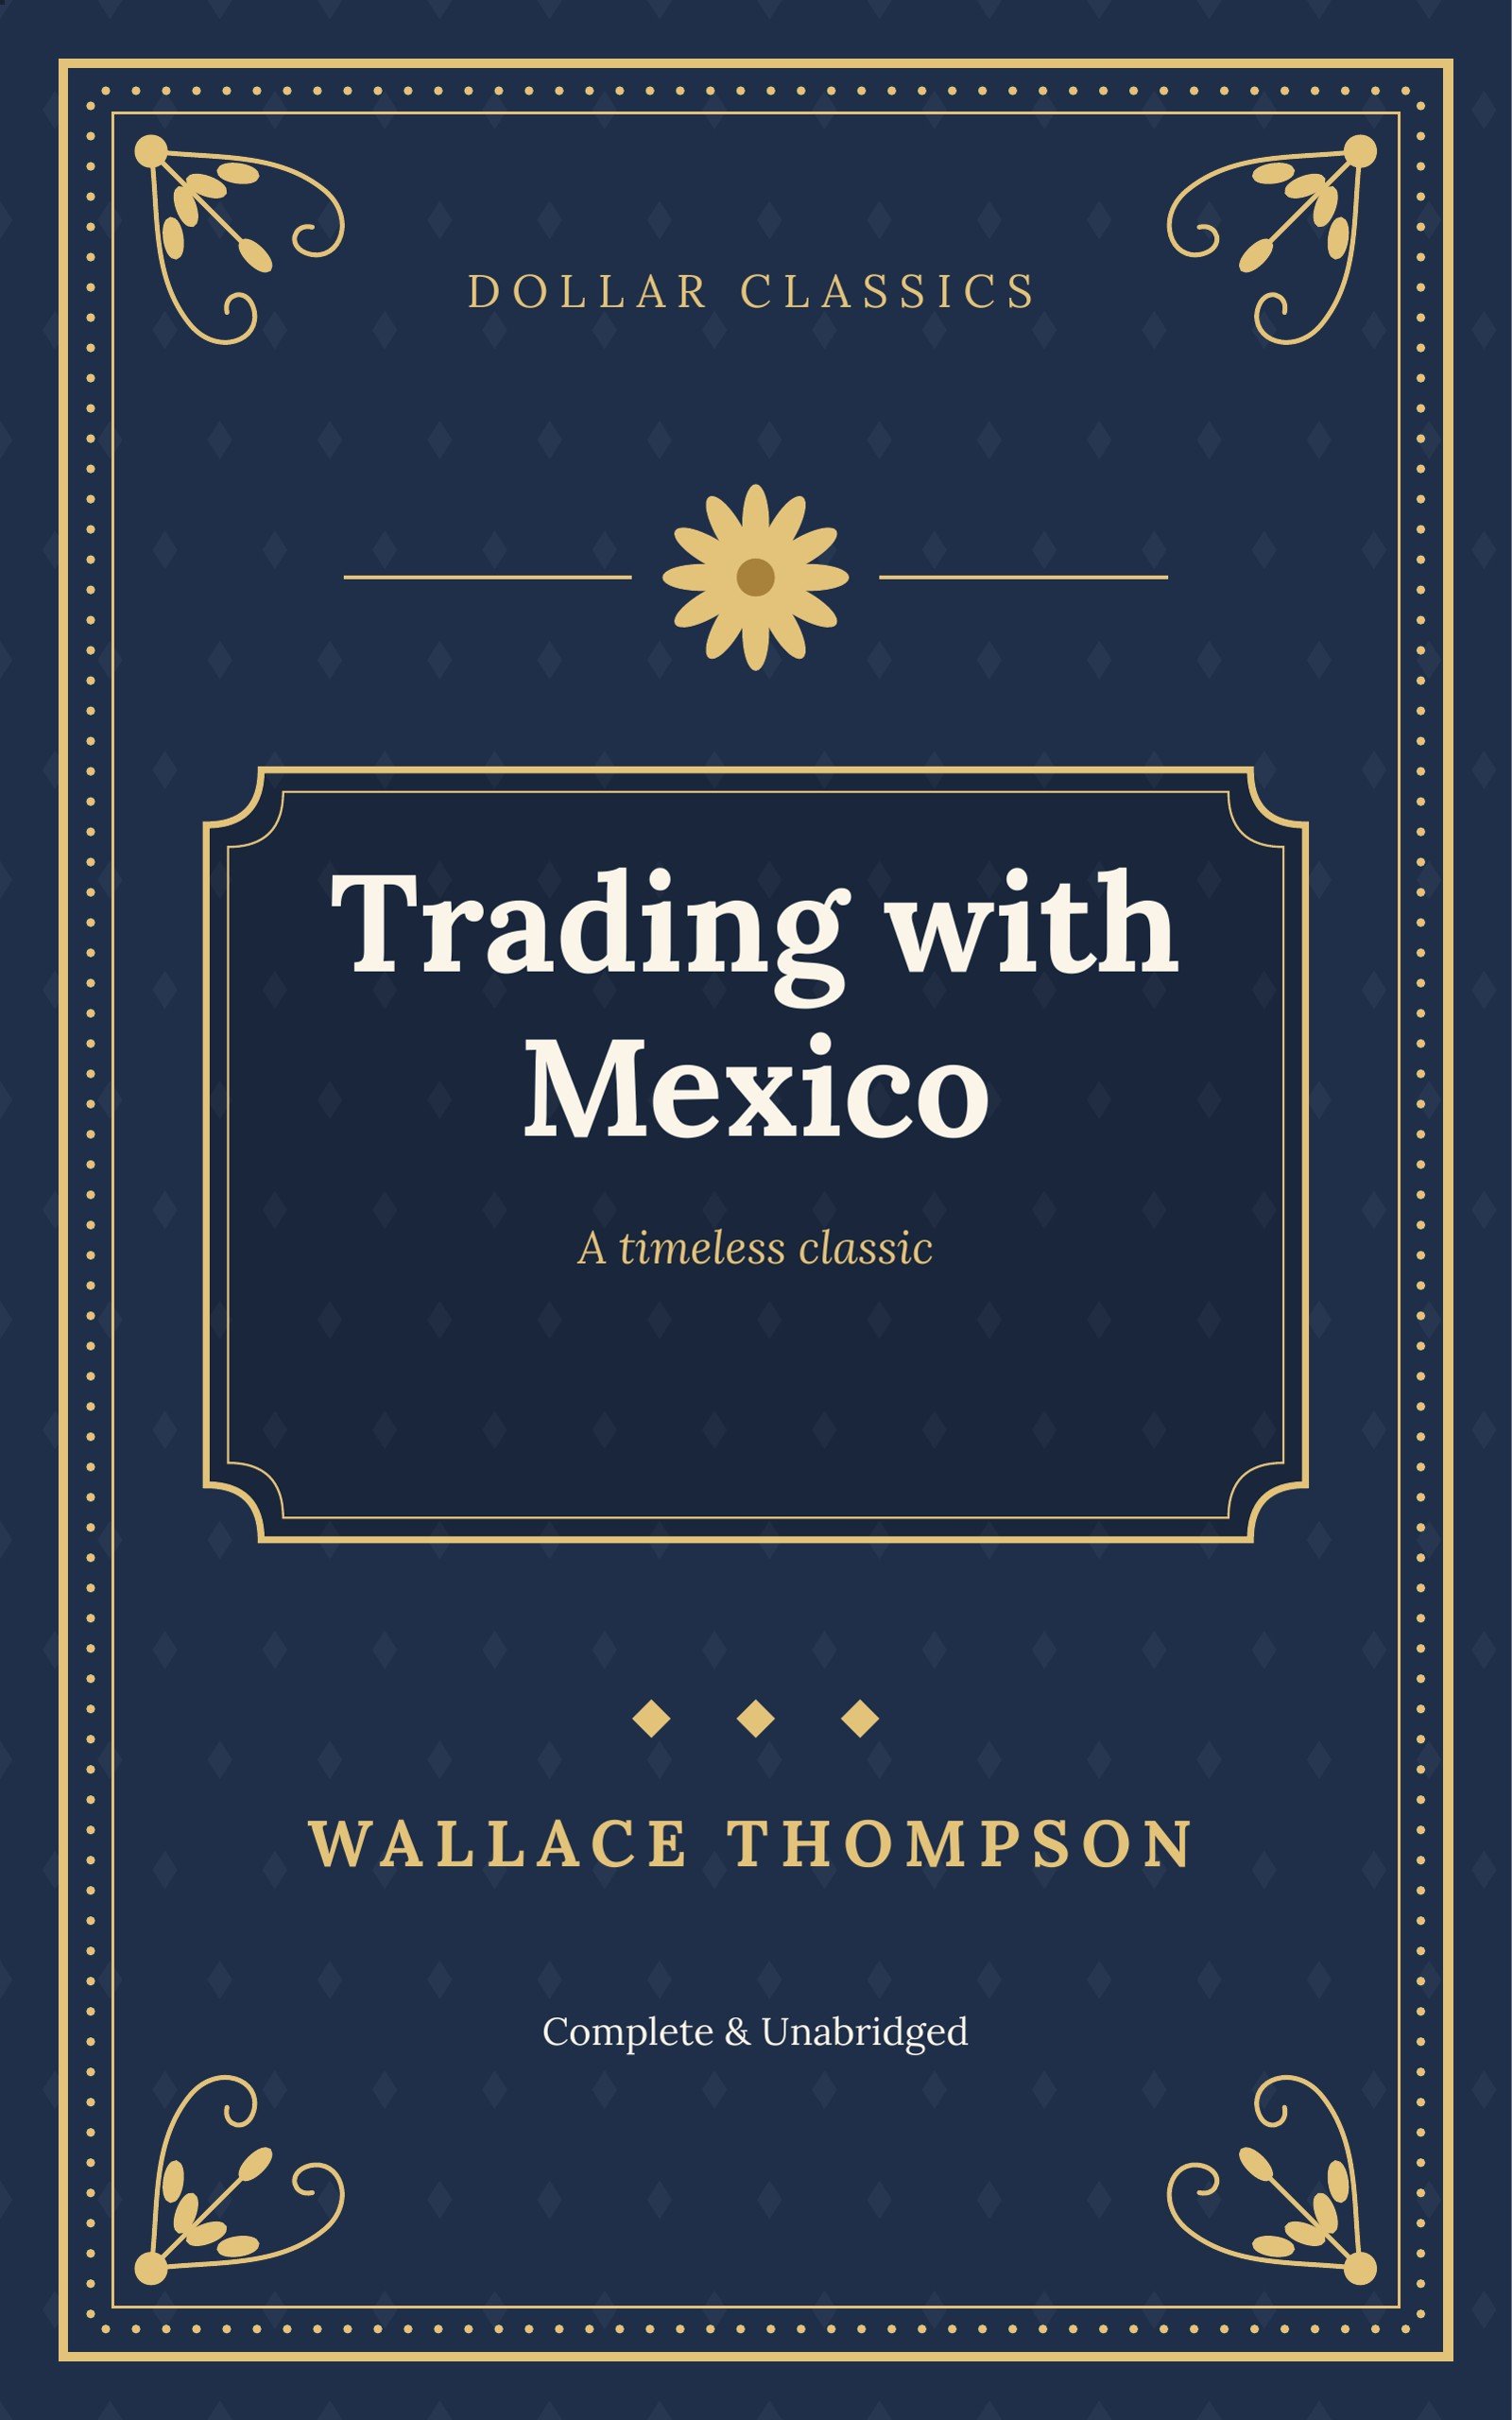 DOLLAR CLASSICS
Trading with
Mexico
A timeless classic
WALLACE THOMPSON
Complete & Unabridged